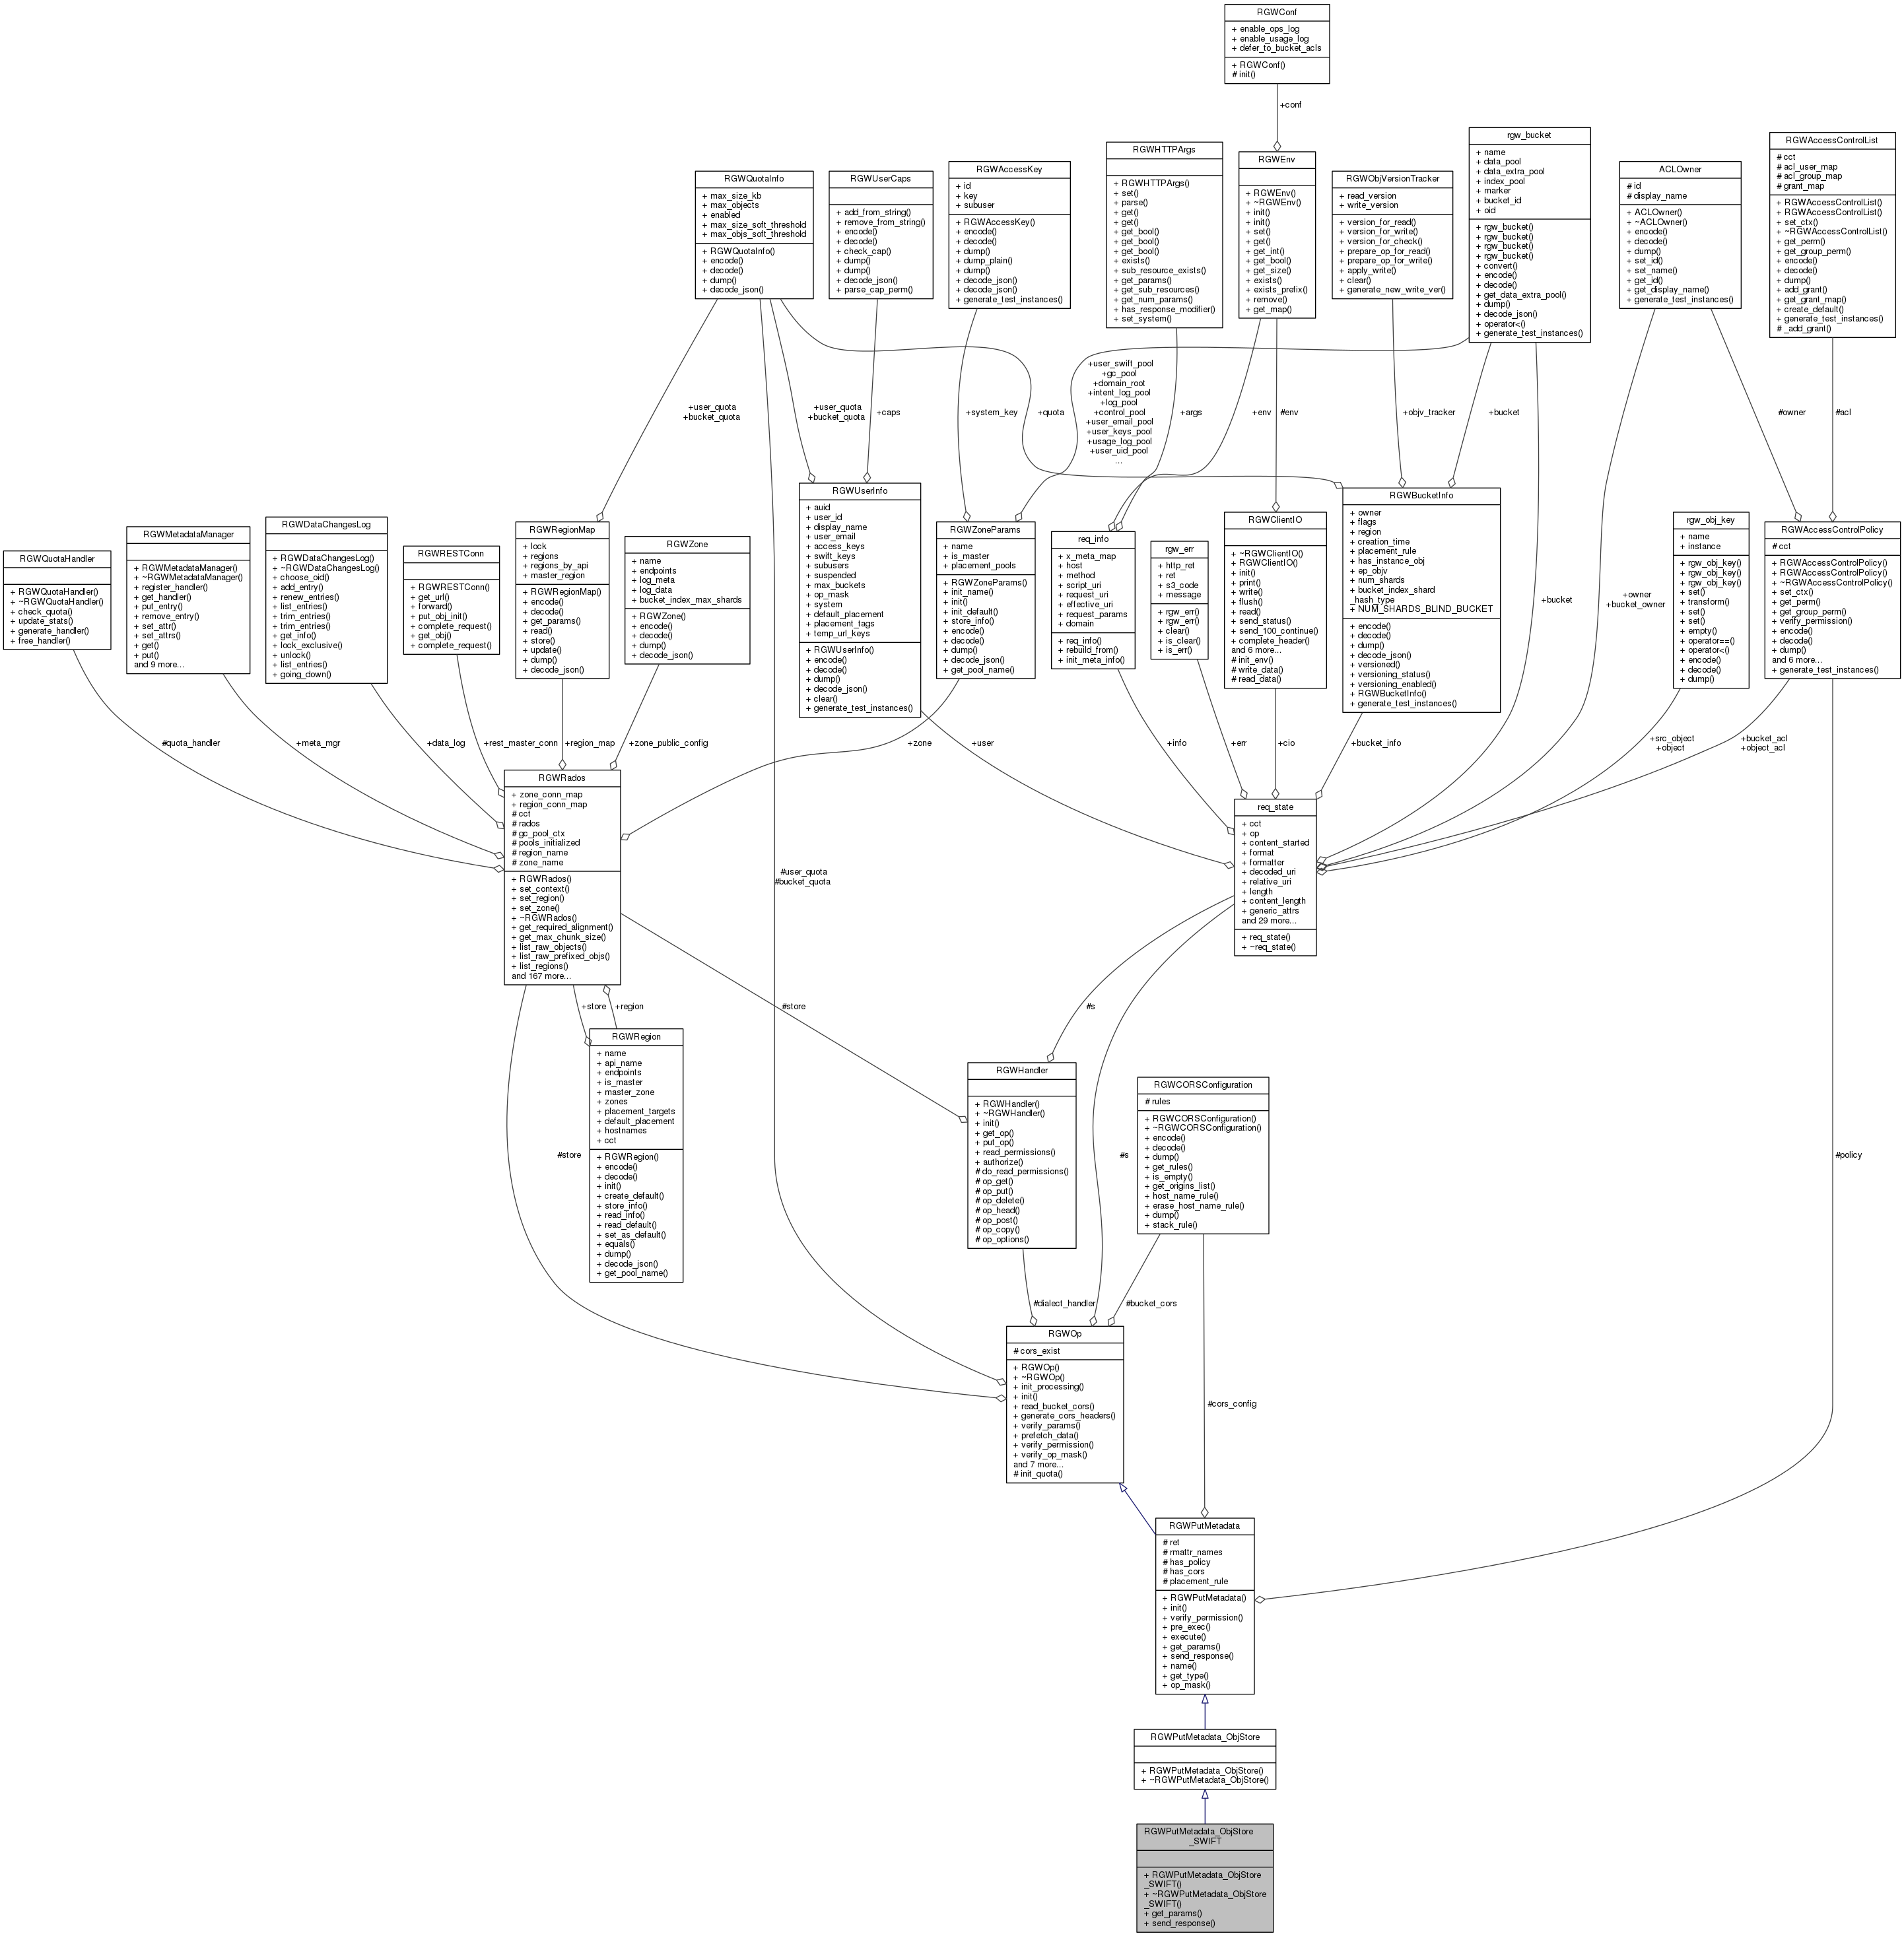 RGWConf
+ enable_ops_log
+ enable_usage_log
+ defer_to_bucket_acls
+ RGWConf()
# init()
+conf
RGWQuotaInfo
+ max_size_kb
+ max_objects
+ enabled
+ max_size_soft_threshold
+ max_objs_soft_threshold
+ RGWQuotaInfo()
+ encode()
+ decode()
+ dump()
+ decode_json()
RGWUserCaps
+ add_from_string()
+ remove_from_string()
+ encode()
+ decode()
+ check_cap()
+ dump()
+ dump()
+ decode_json()
+ parse_cap_perm()
RGWAccessKey
+ id
+ key
+ subuser
+ RGWAccessKey()
+ encode()
+ decode()
+ dump()
+ dump_plain()
+ dump()
+ decode_json()
+ decode_json()
+ generate_test_instances()
RGWHTTPArgs
+ RGWHTTPArgs()
+ set()
+ parse()
+ get()
+ get()
+ get_bool()
+ get_bool()
+ get_bool()
+ exists()
+ sub_resource_exists()
+ get_params()
+ get_sub_resources()
+ get_num_params()
+ has_response_modifier()
+ set_system()
RGWEnv
+ RGWEnv()
+ ~RGWEnv()
+ init()
+ init()
+ set()
+ get()
+ get_int()
+ get_bool()
+ get_size()
+ exists()
+ exists_prefix()
+ remove()
+ get_map()
RGWObjVersionTracker
+ read_version
+ write_version
+ version_for_read()
+ version_for_write()
+ version_for_check()
+ prepare_op_for_read()
+ prepare_op_for_write()
+ apply_write()
+ clear()
+ generate_new_write_ver()
rgw_bucket
+ name
+ data_pool
+ data_extra_pool
+ index_pool
+ marker
+ bucket_id
+ oid
+ rgw_bucket()
+ rgw_bucket()
+ rgw_bucket()
+ rgw_bucket()
+ convert()
+ encode()
+ decode()
+ get_data_extra_pool()
+ dump()
+ decode_json()
+ operator<()
+ generate_test_instances()
ACLOwner
# id
# display_name
+ ACLOwner()
+ ~ACLOwner()
+ encode()
+ decode()
+ dump()
+ set_id()
+ set_name()
+ get_id()
+ get_display_name()
+ generate_test_instances()
RGWAccessControlList
# cct
# acl_user_map
# acl_group_map
# grant_map
+ RGWAccessControlList()
+ RGWAccessControlList()
+ set_ctx()
+ ~RGWAccessControlList()
+ get_perm()
+ get_group_perm()
+ encode()
+ decode()
+ dump()
+ add_grant()
+ get_grant_map()
+ create_default()
+ generate_test_instances()
# _add_grant()
+user_quota
+bucket_quota
+user_quota
+bucket_quota
+caps
+system_key
+quota
+user_swift_pool
+gc_pool
+domain_root
+intent_log_pool
+log_pool
+control_pool
+user_email_pool
+user_keys_pool
+usage_log_pool
+user_uid_pool
...
+args
+env
#env
+objv_tracker
+bucket
#owner
#acl
RGWQuotaHandler
+ RGWQuotaHandler()
+ ~RGWQuotaHandler()
+ check_quota()
+ update_stats()
+ generate_handler()
+ free_handler()
RGWMetadataManager
+ RGWMetadataManager()
+ ~RGWMetadataManager()
+ register_handler()
+ get_handler()
+ put_entry()
+ remove_entry()
+ set_attr()
+ set_attrs()
+ get()
+ put()
and 9 more...
RGWDataChangesLog
+ RGWDataChangesLog()
+ ~RGWDataChangesLog()
+ choose_oid()
+ add_entry()
+ renew_entries()
+ list_entries()
+ trim_entries()
+ trim_entries()
+ get_info()
+ lock_exclusive()
+ unlock()
+ list_entries()
+ going_down()
RGWRESTConn
+ RGWRESTConn()
+ get_url()
+ forward()
+ put_obj_init()
+ complete_request()
+ get_obj()
+ complete_request()
RGWRegionMap
+ lock
+ regions
+ regions_by_api
+ master_region
+ RGWRegionMap()
+ encode()
+ decode()
+ get_params()
+ read()
+ store()
+ update()
+ dump()
+ decode_json()
RGWZone
+ name
+ endpoints
+ log_meta
+ log_data
+ bucket_index_max_shards
+ RGWZone()
+ encode()
+ decode()
+ dump()
+ decode_json()
RGWUserInfo
+ auid
+ user_id
+ display_name
+ user_email
+ access_keys
+ swift_keys
+ subusers
+ suspended
+ max_buckets
+ op_mask
+ system
+ default_placement
+ placement_tags
+ temp_url_keys
+ RGWUserInfo()
+ encode()
+ decode()
+ dump()
+ decode_json()
+ clear()
+ generate_test_instances()
RGWZoneParams
+ name
+ is_master
+ placement_pools
+ RGWZoneParams()
+ init_name()
+ init()
+ init_default()
+ store_info()
+ encode()
+ decode()
+ dump()
+ decode_json()
+ get_pool_name()
req_info
+ x_meta_map
+ host
+ method
+ script_uri
+ request_uri
+ effective_uri
+ request_params
+ domain
+ req_info()
+ rebuild_from()
+ init_meta_info()
rgw_err
+ http_ret
+ ret
+ s3_code
+ message
+ rgw_err()
+ rgw_err()
+ clear()
+ is_clear()
+ is_err()
RGWClientIO
+ ~RGWClientIO()
+ RGWClientIO()
+ init()
+ print()
+ write()
+ flush()
+ read()
+ send_status()
+ send_100_continue()
+ complete_header()
and 6 more...
# init_env()
# write_data()
# read_data()
RGWBucketInfo
+ owner
+ flags
+ region
+ creation_time
+ placement_rule
+ has_instance_obj
+ ep_objv
+ num_shards
+ bucket_index_shard
_hash_type
+ NUM_SHARDS_BLIND_BUCKET
+ encode()
+ decode()
+ dump()
+ decode_json()
+ versioned()
+ versioning_status()
+ versioning_enabled()
+ RGWBucketInfo()
+ generate_test_instances()
+bucket
+owner
+bucket_owner
rgw_obj_key
+ name
+ instance
+ rgw_obj_key()
+ rgw_obj_key()
+ rgw_obj_key()
+ set()
+ transform()
+ set()
+ set()
+ empty()
+ operator==()
+ operator<()
+ encode()
+ decode()
+ dump()
RGWAccessControlPolicy
# cct
+ RGWAccessControlPolicy()
+ RGWAccessControlPolicy()
+ ~RGWAccessControlPolicy()
+ set_ctx()
+ get_perm()
+ get_group_perm()
+ verify_permission()
+ encode()
+ decode()
+ dump()
and 6 more...
+ generate_test_instances()
#quota_handler
+meta_mgr
+data_log
+rest_master_conn
+region_map
+zone_public_config
+zone
+user
+info
+err
+cio
+bucket_info
+src_object
+object
+bucket_acl
+object_acl
RGWRados
+ zone_conn_map
+ region_conn_map
# cct
# rados
# gc_pool_ctx
# pools_initialized
# region_name
# zone_name
+ RGWRados()
+ set_context()
+ set_region()
+ set_zone()
+ ~RGWRados()
+ get_required_alignment()
+ get_max_chunk_size()
+ list_raw_objects()
+ list_raw_prefixed_objs()
+ list_regions()
and 167 more...
#user_quota
#bucket_quota
req_state
+ cct
+ op
+ content_started
+ format
+ formatter
+ decoded_uri
+ relative_uri
+ length
+ content_length
+ generic_attrs
and 29 more...
+ req_state()
+ ~req_state()
+store
+region
#store
#s
RGWRegion
+ name
+ api_name
+ endpoints
+ is_master
+ master_zone
+ zones
+ placement_targets
+ default_placement
+ hostnames
+ cct
+ RGWRegion()
+ encode()
+ decode()
+ init()
+ create_default()
+ store_info()
+ read_info()
+ read_default()
+ set_as_default()
+ equals()
+ dump()
+ decode_json()
+ get_pool_name()
RGWHandler
+ RGWHandler()
+ ~RGWHandler()
+ init()
+ get_op()
+ put_op()
+ read_permissions()
+ authorize()
# do_read_permissions()
# op_get()
# op_put()
# op_delete()
# op_head()
# op_post()
# op_copy()
# op_options()
RGWCORSConfiguration
# rules
+ RGWCORSConfiguration()
+ ~RGWCORSConfiguration()
+ encode()
+ decode()
+ dump()
+ get_rules()
+ is_empty()
+ get_origins_list()
+ host_name_rule()
+ erase_host_name_rule()
+ dump()
+ stack_rule()
#store
#s
#policy
#dialect_handler
#bucket_cors
RGWOp
# cors_exist
+ RGWOp()
+ ~RGWOp()
+ init_processing()
+ init()
+ read_bucket_cors()
+ generate_cors_headers()
+ verify_params()
+ prefetch_data()
+ verify_permission()
+ verify_op_mask()
and 7 more...
# init_quota()
#cors_config
RGWPutMetadata
# ret
# rmattr_names
# has_policy
# has_cors
# placement_rule
+ RGWPutMetadata()
+ init()
+ verify_permission()
+ pre_exec()
+ execute()
+ get_params()
+ send_response()
+ name()
+ get_type()
+ op_mask()
RGWPutMetadata_ObjStore
+ RGWPutMetadata_ObjStore()
+ ~RGWPutMetadata_ObjStore()
RGWPutMetadata_ObjStore
_SWIFT
+ RGWPutMetadata_ObjStore
_SWIFT()
+ ~RGWPutMetadata_ObjStore
_SWIFT()
+ get_params()
+ send_response()